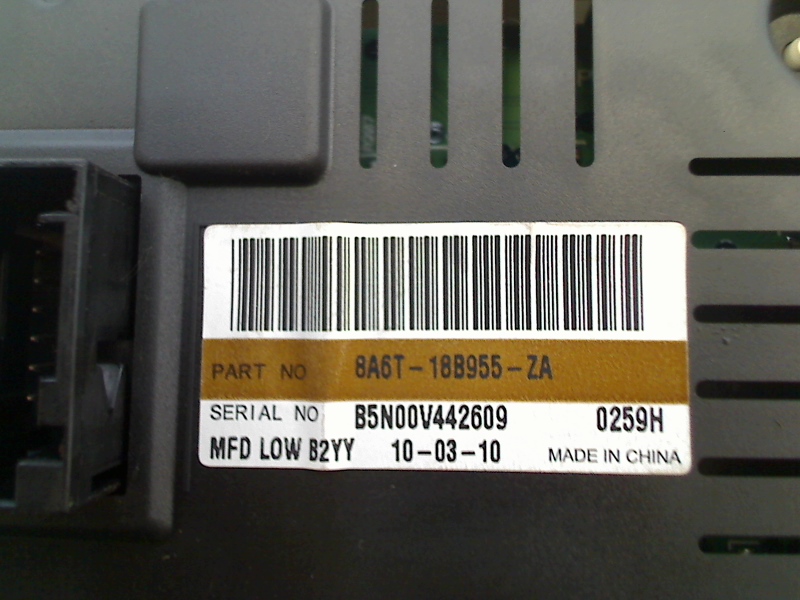 PART NO 8A6T-18B955-ZA
SERIAL NO B5N00V442609 0259H
MFD LOW B2YY 10-03-10 MADE IN CHINA